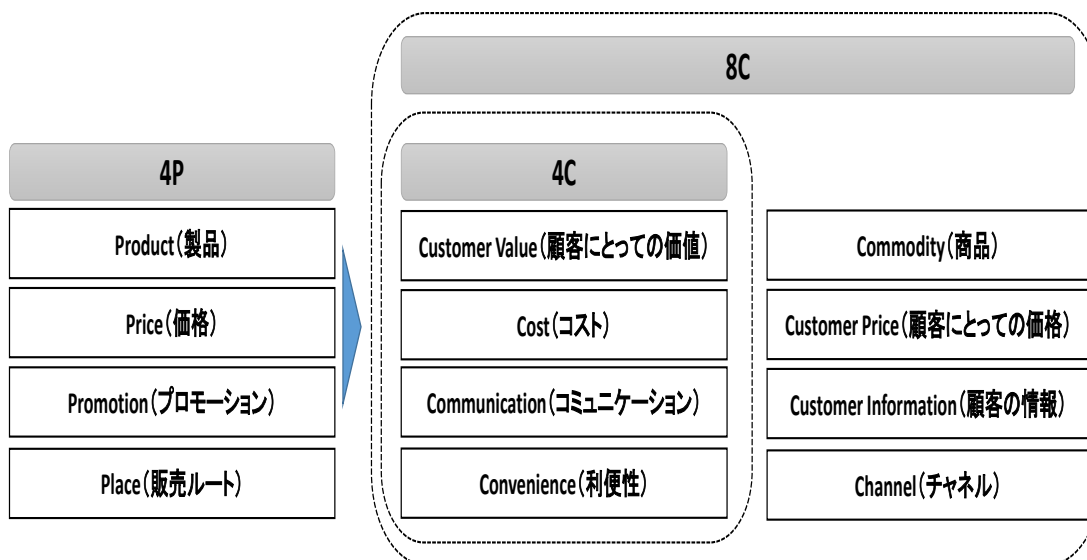 8C
4P
4C
Product(製品)
Customer Value(顧客にとっての価値)
Commodity(商品)
Price(価格)
Cost(コスト)
Customer Price(顧客にとっての価格)
Promotion(プロモーション)
Communication(コミュニケーション)
Customer Information(顧客の情報)
Place(販売ルート)
Convenience(利便性)
Channel(チャネル)